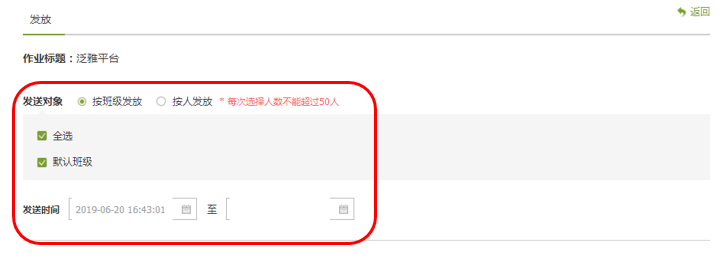 返回
发放
作业标题：泛雅平台
发送对象 按班级发放 按人发放 * 每次选择人数不能超过50人
全选
默认班级
发送时间 2019-06-20 16:43:01 至